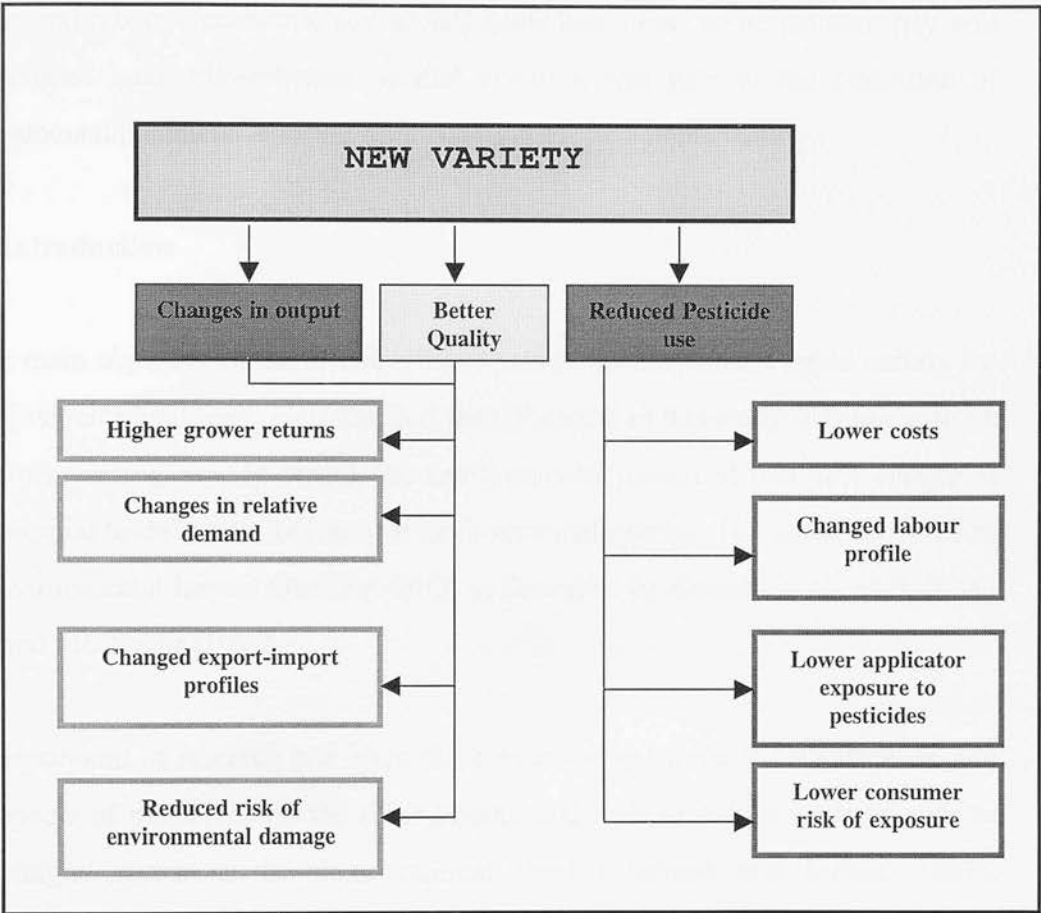 NEW VARIETY
Changes in output
Better
Quality
Reduced Pesticide
use
Higher grower returns
Changes in relative
demand
Changed export-import
profiles
Reduced risk of
environmental damage
Lower costs
Changed labour
profile
Lower applicator
exposure to
pesticides
Lower consumer
risk of exposure